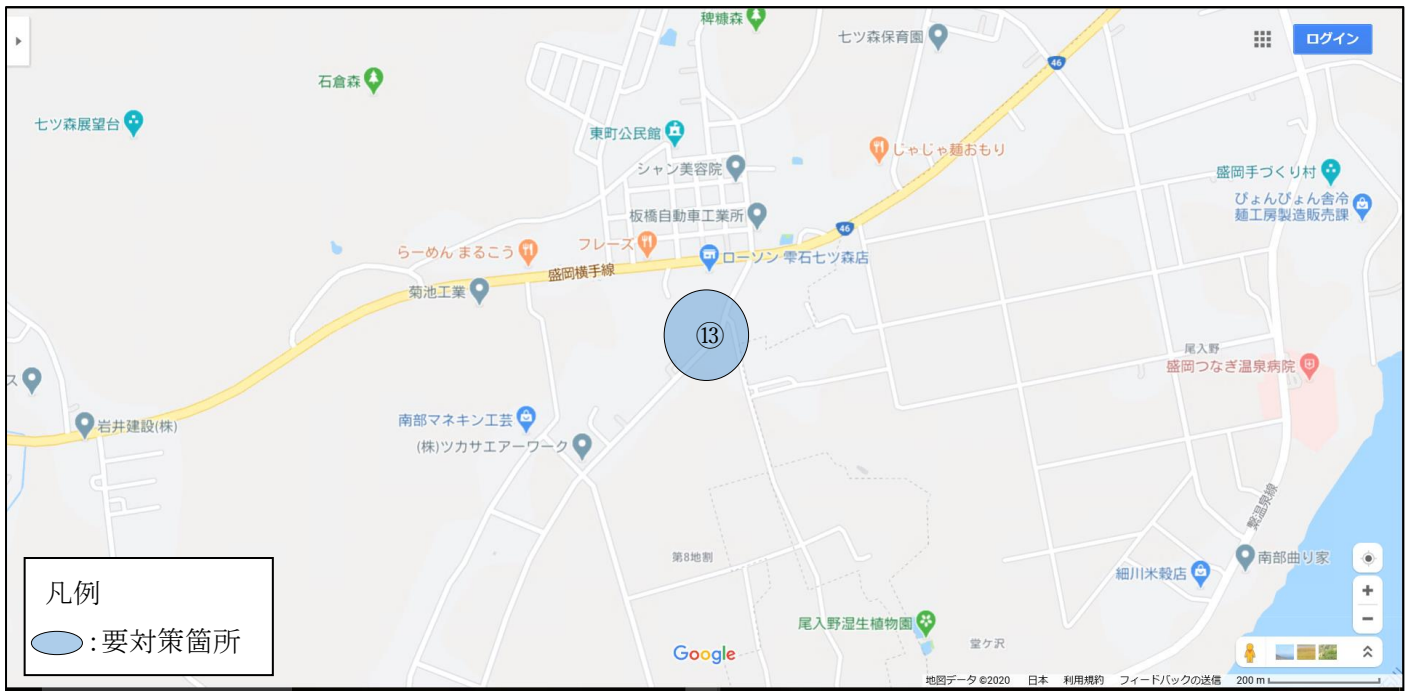 稗糠森
七ツ森保育園
ログイン
46
石倉森
七ツ森展望台
東町公民館
じゃじゃ麺おもり
シャン美容院
盛岡手づくり村
ぴょんぴょん舎冷
麺工房製造販売課
板橋自動車工業所
46
フレーズ
らーめん まるこう
ローソン 雫石七ツ森店
盛岡横手線
菊池工業
⑬
尾入野
盛岡つなぎ温泉病院
ス
南部マネキン工芸
岩井建設(株)
(株)ツカサエアーワーク
繋温泉線
第8地割
南部曲り家
細川米穀店
凡例
:要対策箇所
尾入野湿生植物園
堂ケ沢
Google
地図データ ©2020 日本 利用規約 フィードバックの送信 200 m